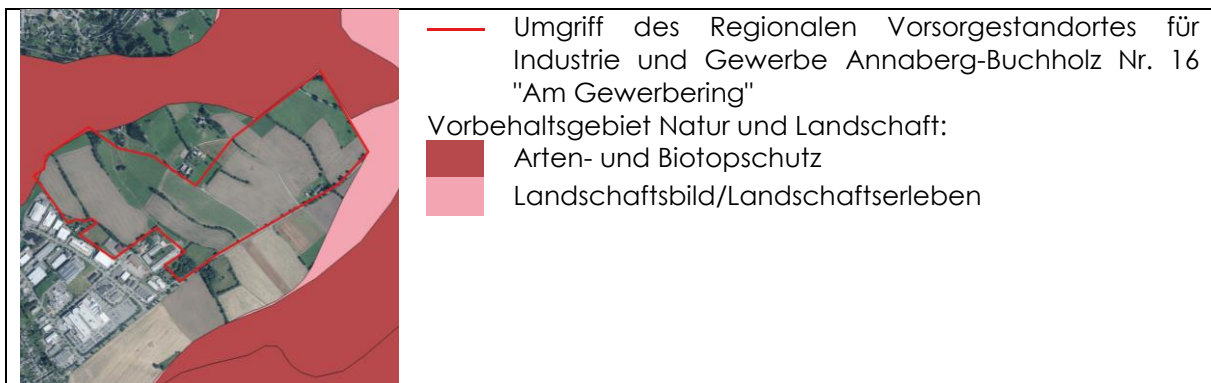 Umgriff des Regionalen Vorsorgestandortes für
Industrie und Gewerbe Annaberg-Buchholz Nr. 16
"Am Gewerbering"
Vorbehaltsgebiet Natur und Landschaft:
Arten- und Biotopschutz
Landschaftsbild/Landschaftserleben